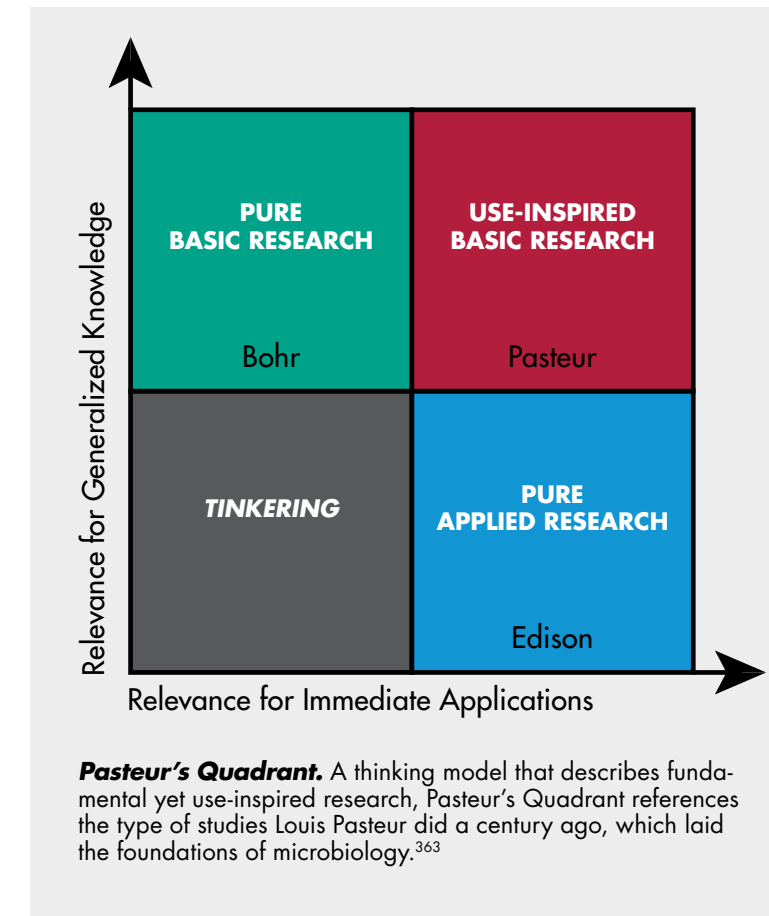 Relevance for Generalized Knowledge
PURE
BASIC RESEARCH
Bohr
USE-INSPIRED
BASIC RESEARCH
Pasteur
TINKERING
PURE
APPLIED RESEARCH
Edison
Relevance for Immediate Applications
Pasteur’s Quadrant. A thinking model that describes funda-
mental yet use-inspired research, Pasteur’s Quadrant references
the type of studies Louis Pasteur did a century ago, which laid
the foundations of microbiology.³⁶³